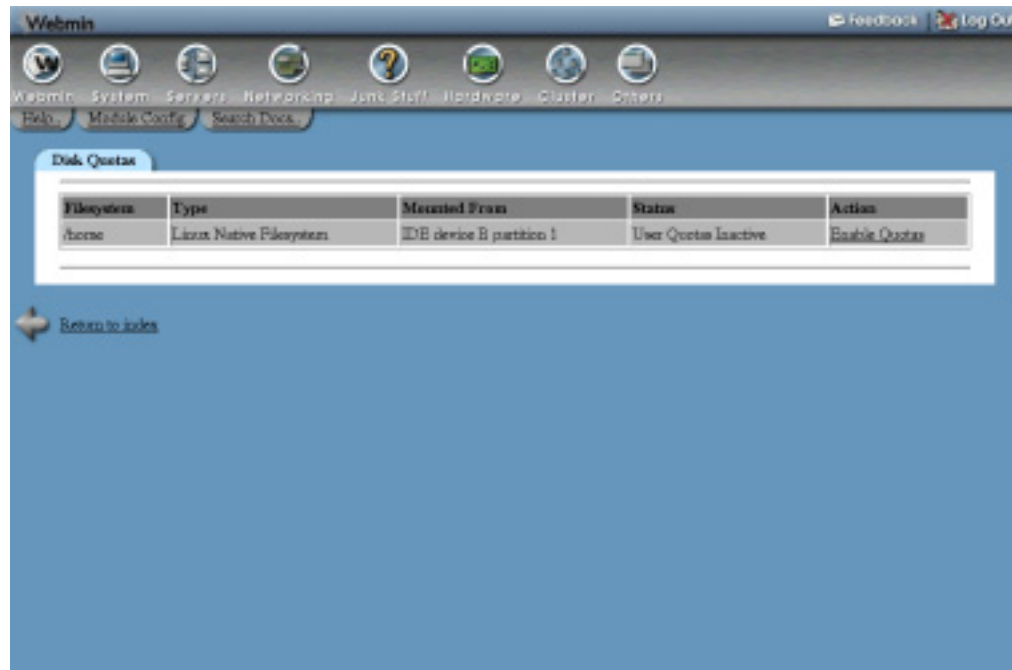 Webmin
Feedback Log Out
Webmin System Servers Networking Junk Stuff Hardware Cluster Others
Help.. Module Config Search Docs..
Disk Quotas
Filesystem Type Mounted From Status Action
/home Linux Native Filesystem IDE device B partition 1 User Quotas Inactive Enable Quotas
Return to index